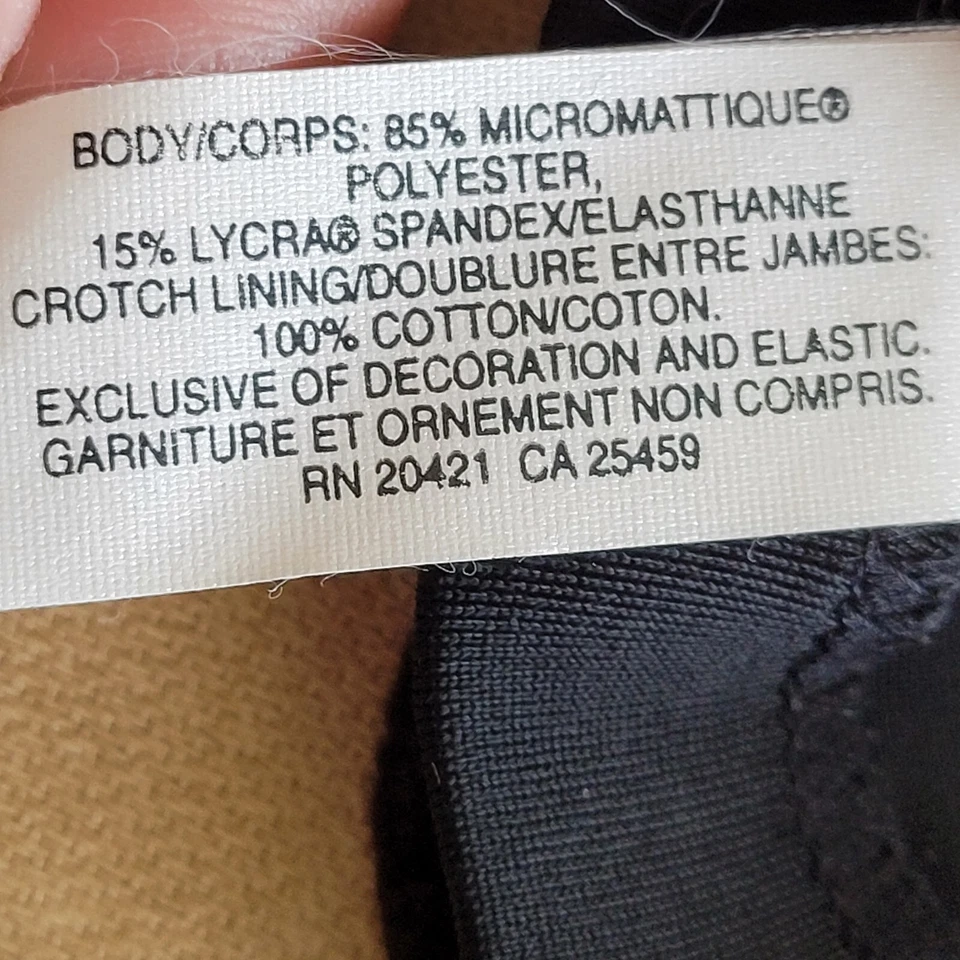 BODY/CORPS: 85% MICROMATTIQUE®
POLYESTER,
15% LYCRA® SPANDEX/ELASTHANNE
CROTCH LINING/DOUBLURE ENTRE JAMBES:
100% COTTON/COTON.
EXCLUSIVE OF DECORATION AND ELASTIC.
GARNITURE ET ORNEMENT NON COMPRIS.
RN 20421 CA 25459